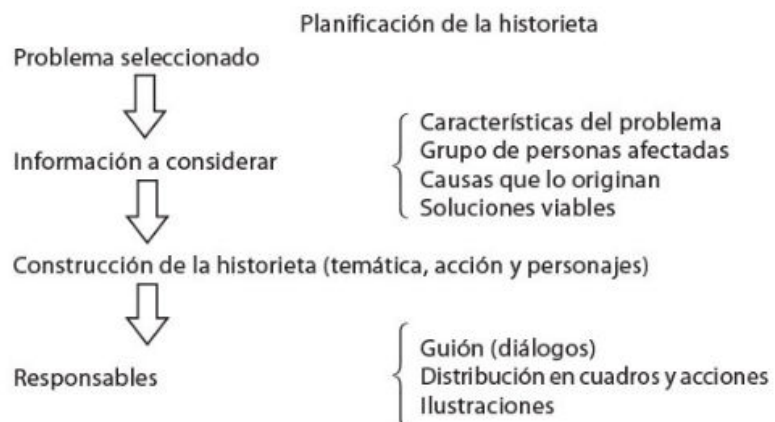 Planificación de la historieta
Problema seleccionado
Información a considerar
Características del problema
Grupo de personas afectadas
Causas que lo originan
Soluciones viables
Construcción de la historieta (temática, acción y personajes)
Responsables
Guión (diálogos)
Distribución en cuadros y acciones
Ilustraciones